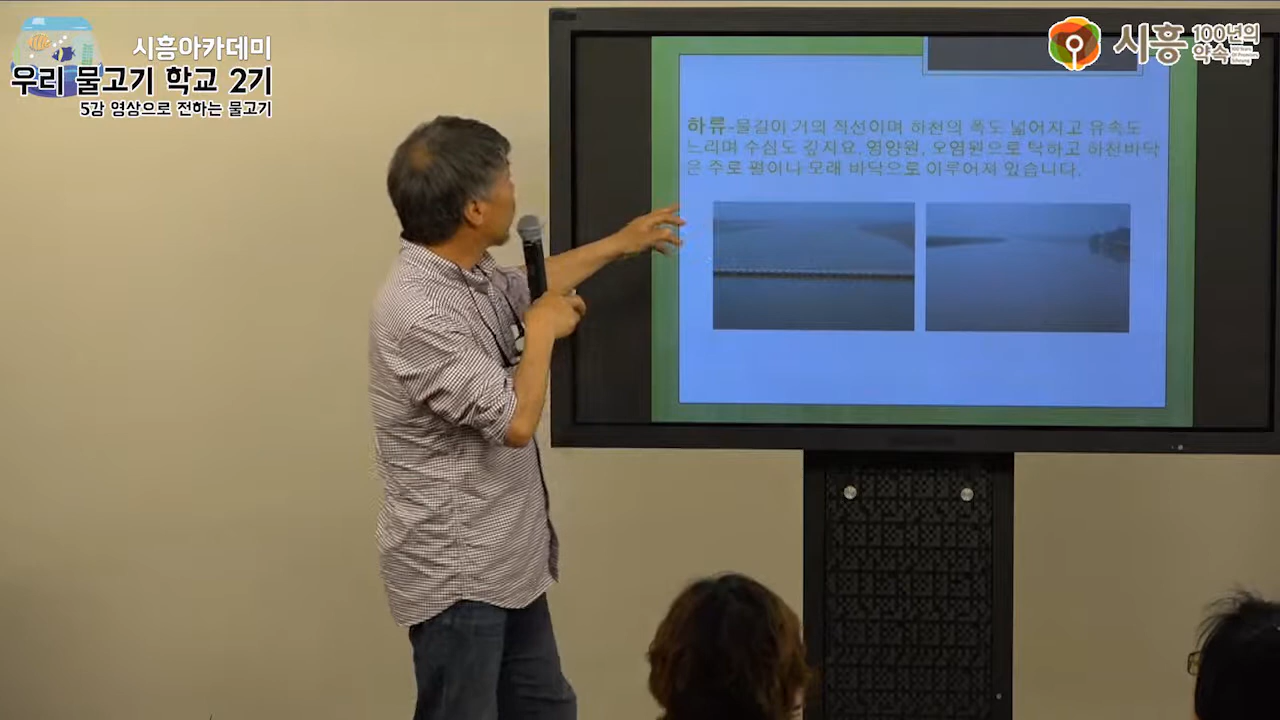 시흥아카데미
우리 물고기 학교 2기
5강 영상으로 전하는 물고기
시흥 100년의
약속
하류-물길이 거의 직선이며 하천의 폭도 넓어지고 유속도
느리며 수심도 깊지요. 영양원, 오염원으로 탁하고 하천바닥
은 주로 펄이나 모래 바닥으로 이루어져 있습니다.